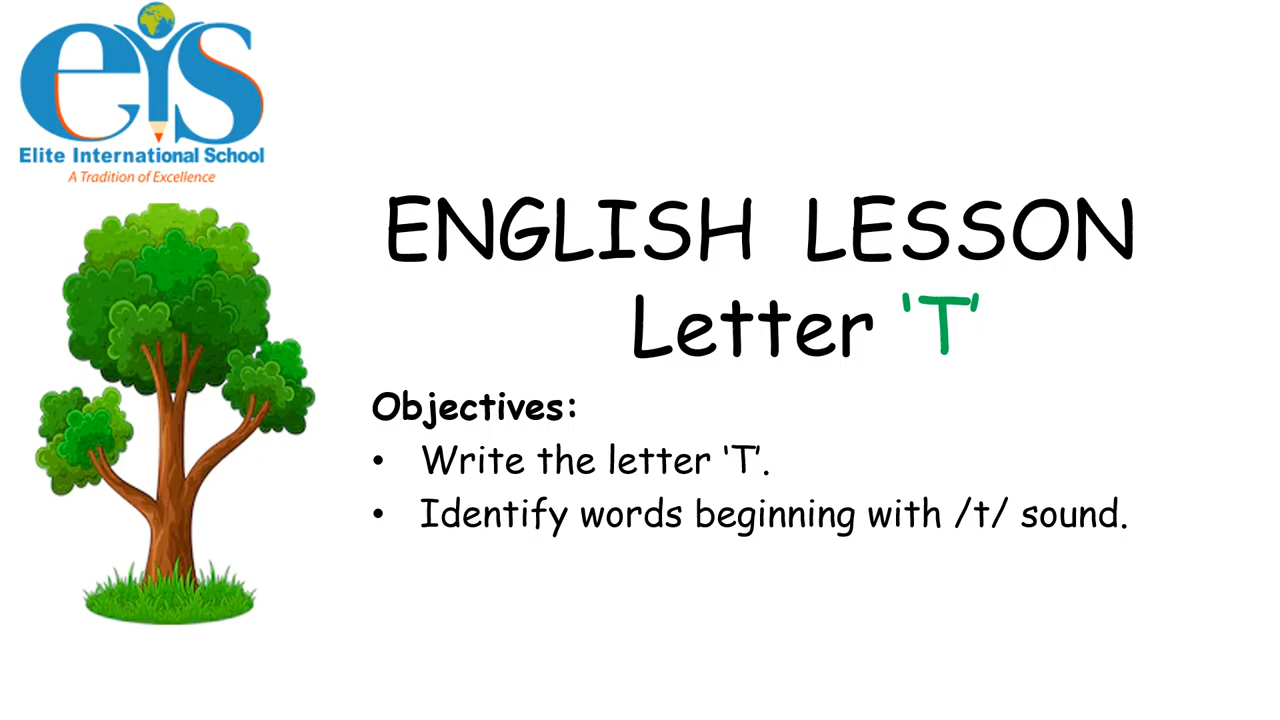 eis
Elite International School
A Tradition of Excellence
ENGLISH LESSON
Letter 'T'
Objectives:
• Write the letter 'T'.
• Identify words beginning with /t/ sound.